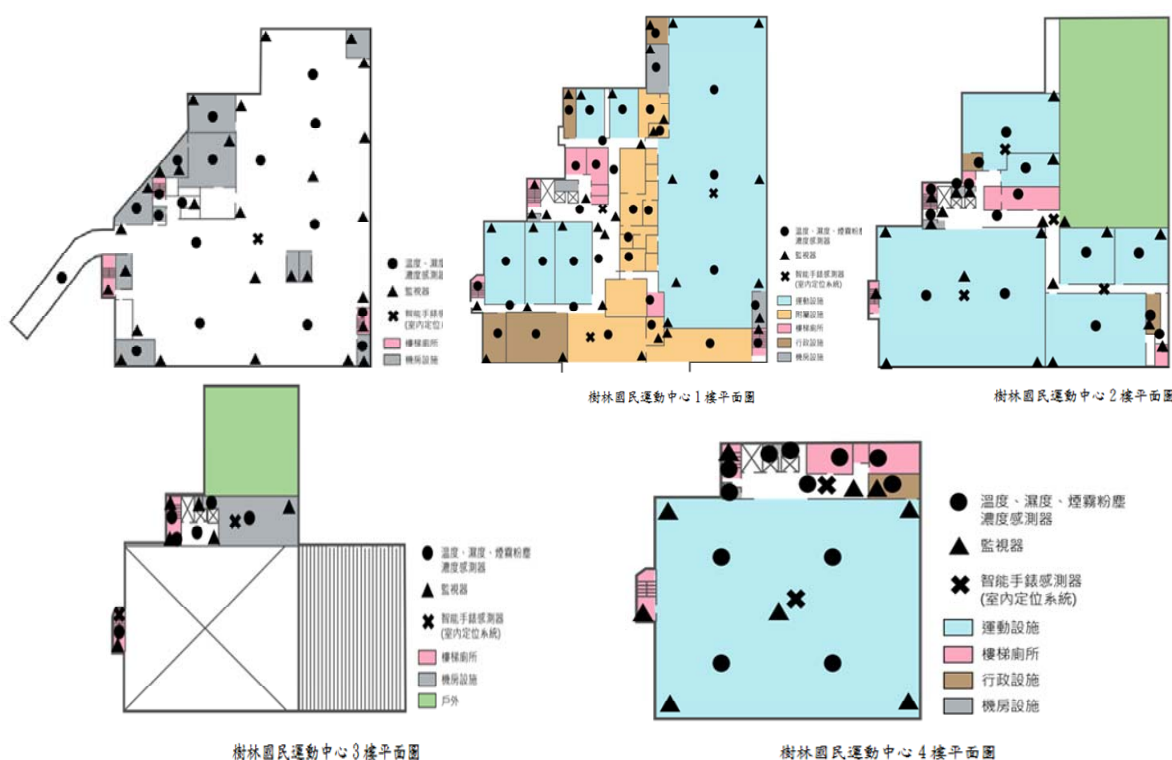 溫度、濕度
濃度感測器
監視器
智能手錶感
(室內定位
樓梯廁所
機房設施
溫度、濕度、煙霧粉塵
濃度感測器
監視器
智能手錶感測器
(室內定位系統)
運動設施
附屬設施
樓梯廁所
行政設施
機房設施
樹林國民運動中心1樓平面圖
樹林國民運動中心2樓平面圖
溫度、濕度、煙霧粉塵
濃度感測器
監視器
智能手錶感測器
(室內定位系統)
樓梯廁所
機房設施
戶外
樹林國民運動中心3樓平面圖
溫度、濕度、煙霧粉塵
濃度感測器
監視器
智能手錶感測器
(室內定位系統)
運動設施
樓梯廁所
行政設施
機房設施
樹林國民運動中心4樓平面圖